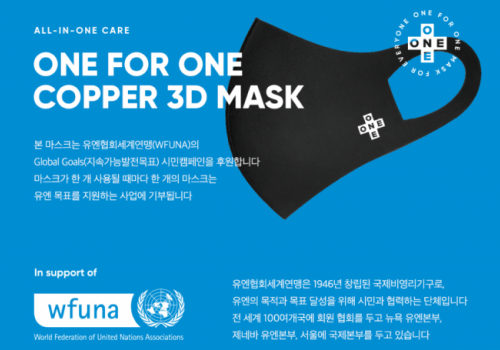 ALL-IN-ONE CARE
ONE FOR ONE
COPPER 3D MASK
ONE
ONE
EVERYONE ONE FOR ONE MASK FOR
ONE
ONE
본 마스크는 유엔협회세계연맹(WFUNA)의
Global Goals(지속가능발전목표) 시민캠페인을 후원합니다
마스크가 한 개 사용될 때마다 한 개의 마스크는
유엔 목표를 지원하는 사업에 기부됩니다
In support of
wfuna
World Federation of United Nations Associations
유엔협회세계연맹은 1946년 창립된 국제비영리기구로,
유엔의 목적과 목표 달성을 위해 시민과 협력하는 단체입니다
전 세계 100여개국에 회원 협회를 두고 뉴욕 유엔본부,
제네바 유엔본부, 서울에 국제본부를 두고 있습니다